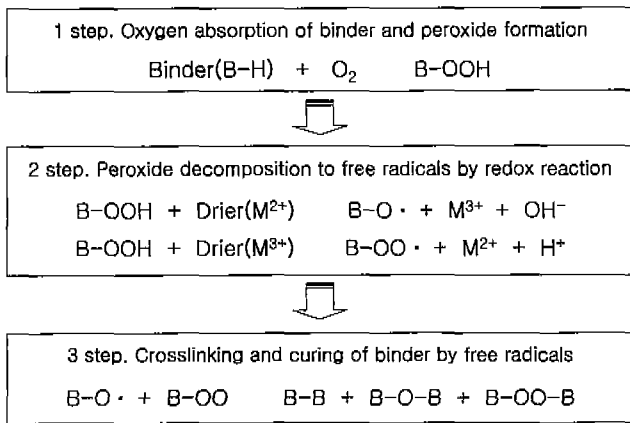 1 step. Oxygen absorption of binder and peroxide formation
Binder(B-H) + O₂ B-OOH
2 step. Peroxide decomposition to free radicals by redox reaction
B-OOH + Drier(M²⁺) B-O · + M³⁺ + OH⁻
B-OOH + Drier(M³⁺) B-OO · + M²⁺ + H⁺
3 step. Crosslinking and curing of binder by free radicals
B-O · + B-OO B-B + B-O-B + B-OO-B